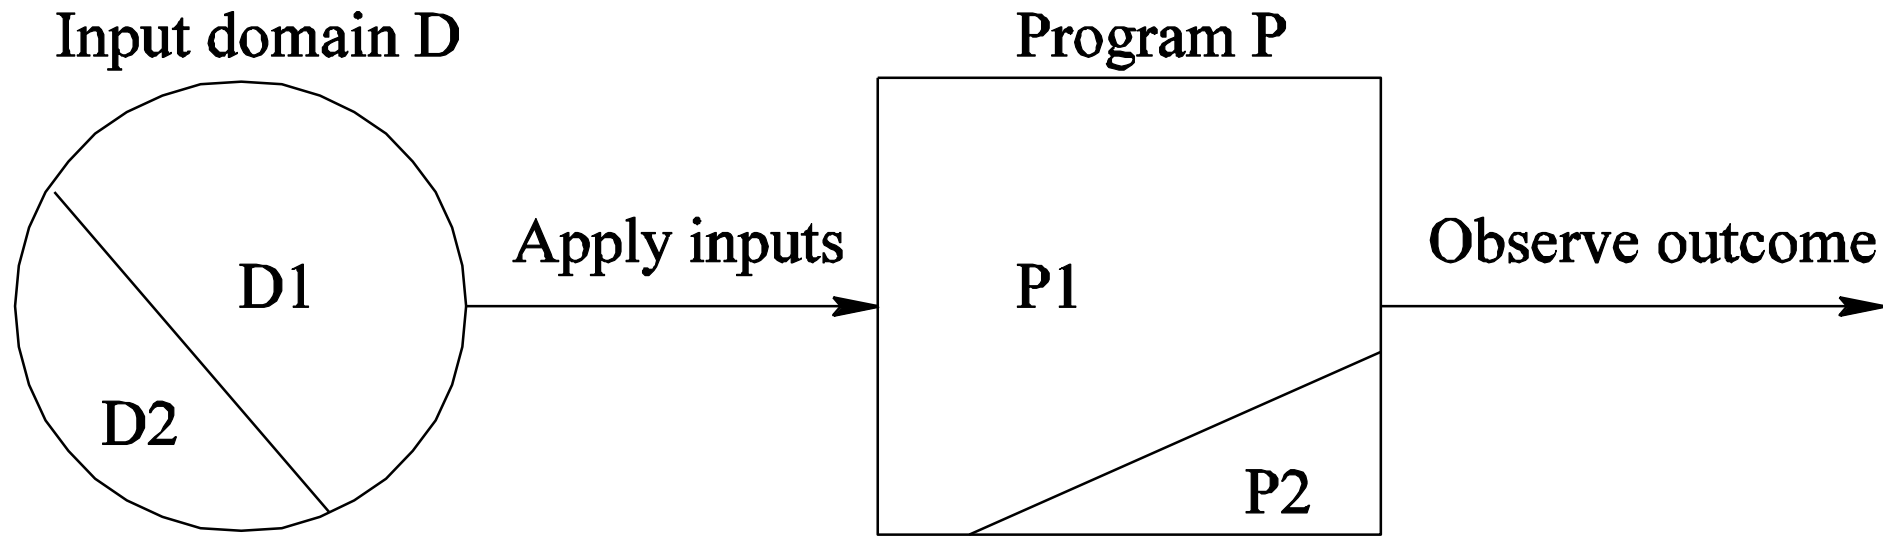 Input domain D
Program P
Apply inputs
Observe outcome
D1
P1
D2
P2